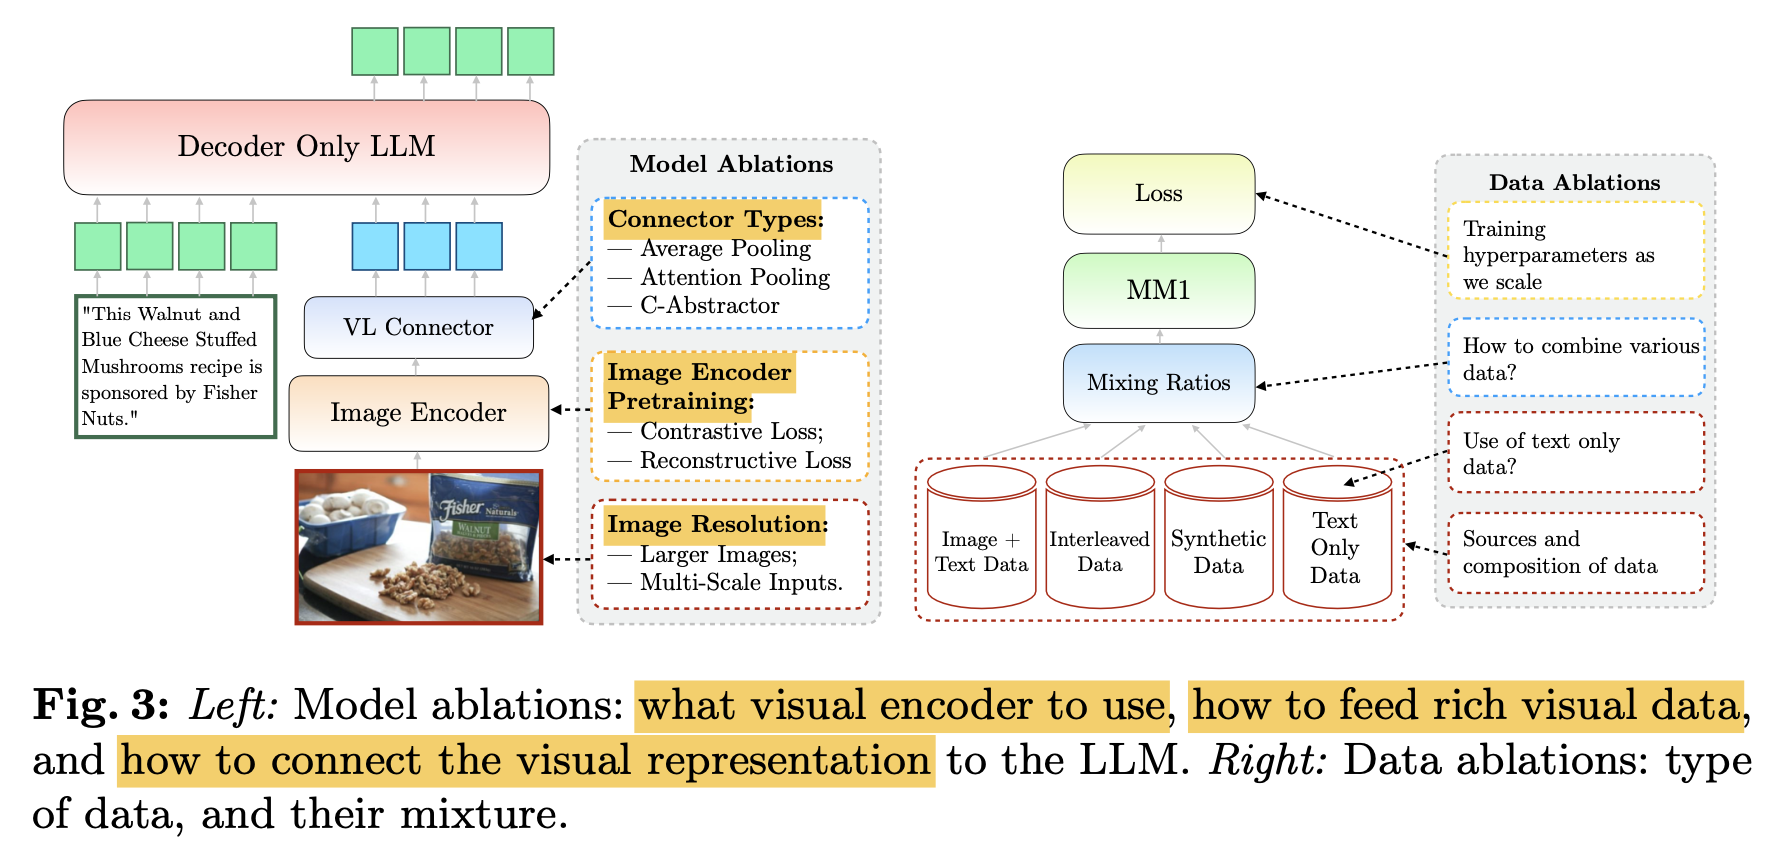 Decoder Only LLM
"This Walnut and
Blue Cheese Stuffed
Mushrooms recipe is
sponsored by Fisher
Nuts."
VL Connector
Image Encoder
Fisher
Naturals
WALNUT
Model Ablations
Connector Types:
— Average Pooling
— Attention Pooling
— C-Abstractor
Image Encoder
Pretraining:
— Contrastive Loss;
— Reconstructive Loss
Image Resolution:
— Larger Images;
— Multi-Scale Inputs.
Loss
MM1
Mixing Ratios
Image +
Text Data
Interleaved
Data
Synthetic
Data
Text
Only
Data
Data Ablations
Training
hyperparameters as
we scale
How to combine various
data?
Use of text only
data?
Sources and
composition of data
Fig. 3: Left: Model ablations: what visual encoder to use, how to feed rich visual data,
and how to connect the visual representation to the LLM. Right: Data ablations: type
of data, and their mixture.